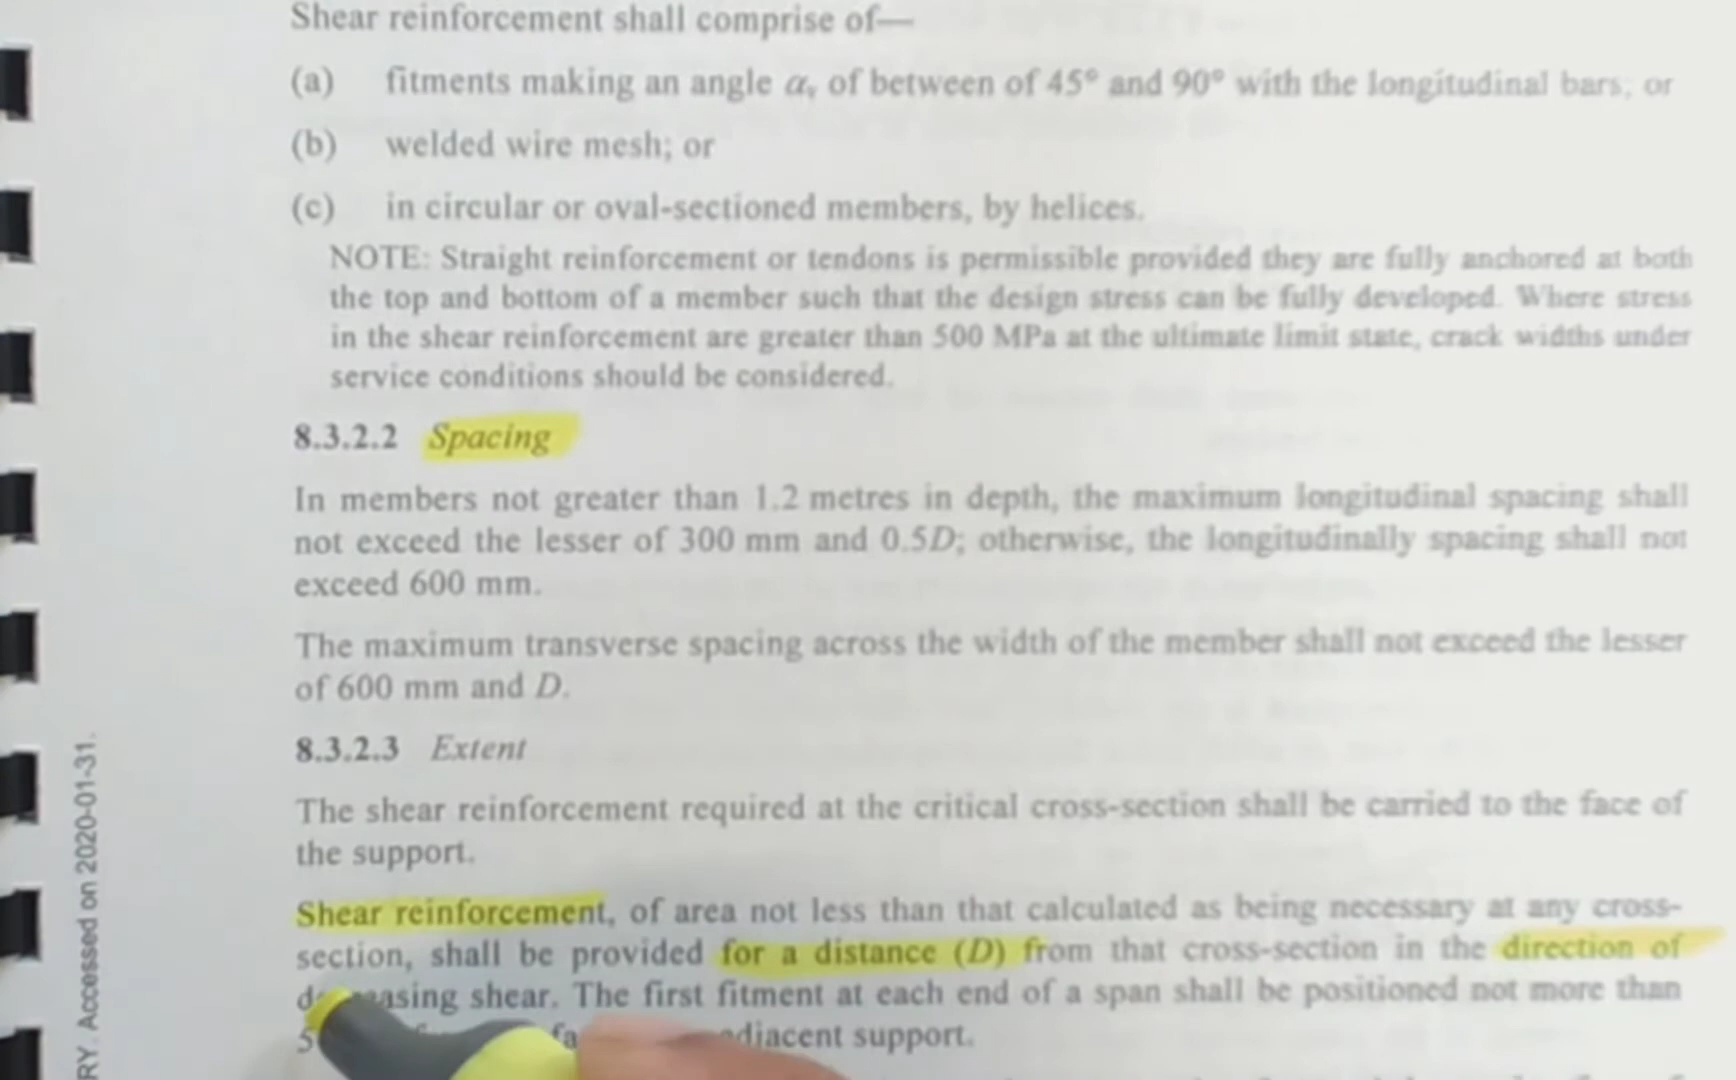 Shear reinforcement shall comprise of—
(a) fitments making an angle αᵥ of between of 45° and 90° with the longitudinal bars; or
(b) welded wire mesh; or
(c) in circular or oval-sectioned members, by helices.
NOTE: Straight reinforcement or tendons is permissible provided they are fully anchored at both
the top and bottom of a member such that the design stress can be fully developed. Where stress
in the shear reinforcement are greater than 500 MPa at the ultimate limit state, crack widths under
service conditions should be considered.
8.3.2.2 Spacing
In members not greater than 1.2 metres in depth, the maximum longitudinal spacing shall
not exceed the lesser of 300 mm and 0.5D; otherwise, the longitudinally spacing shall not
exceed 600 mm.
The maximum transverse spacing across the width of the member shall not exceed the lesser
of 600 mm and D.
8.3.2.3 Extent
The shear reinforcement required at the critical cross-section shall be carried to the face of
the support.
Shear reinforcement, of area not less than that calculated as being necessary at any cross-
section, shall be provided for a distance (D) from that cross-section in the direction of
shear. The first fitment at each end of a span shall be positioned not more than
support.
RY. Accessed on 2020-01-31.